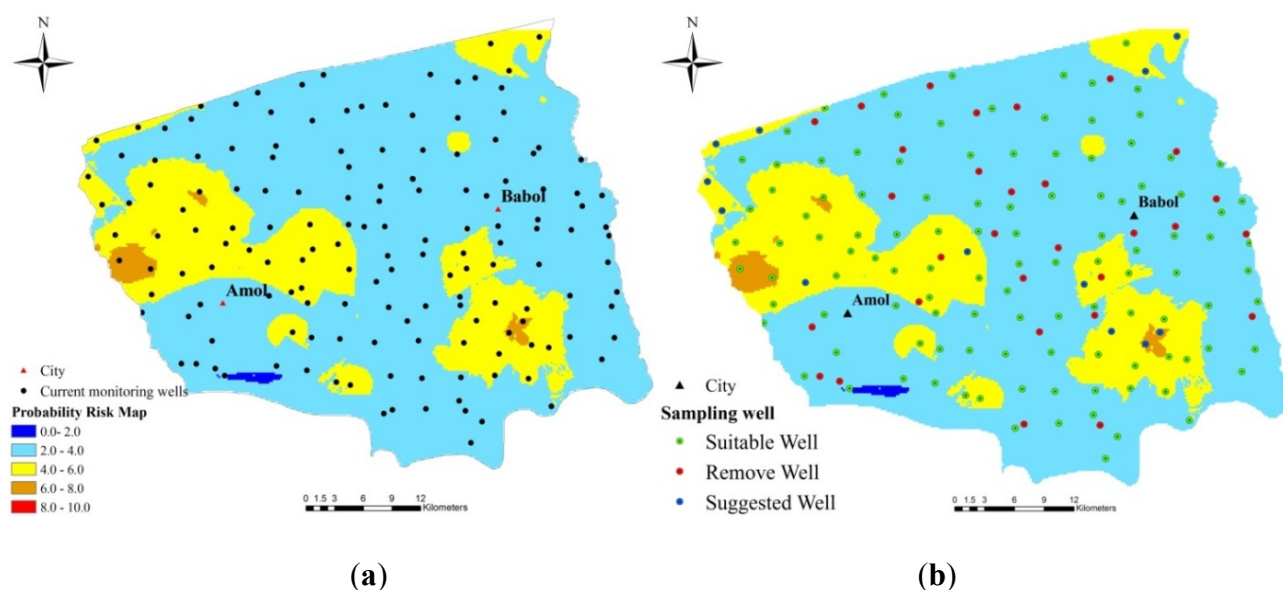 N
Babol
Amol
City
Current monitoring wells
Probability Risk Map
0.0- 2.0
2.0 - 4.0
4.0 - 6.0
6.0 - 8.0
8.0 - 10.0
0 1.5 3 6 9 12
Kilometers
(a)
N
Babol
Amol
City
Sampling well
Suitable Well
Remove Well
Suggested Well
0 1.5 3 6 9 12
Kilometers
(b)